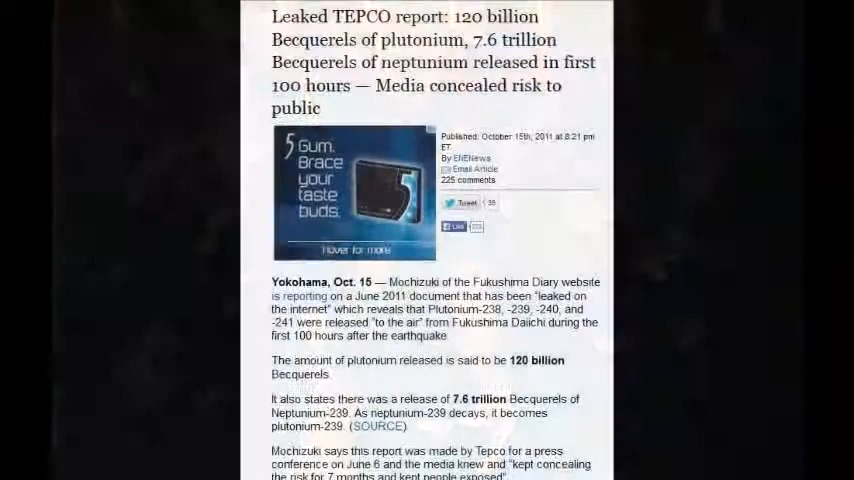 Leaked TEPCO report: 120 billion
Becquerels of plutonium, 7.6 trillion
Becquerels of neptunium released in first
100 hours — Media concealed risk to
public
5 Gum.
Brace
your
taste
buds.
Hover for more
Published: October 15th, 2011 at 8:21 pm
ET
By ENENews
Email Article
225 comments
Tweet
Like
Yokohama, Oct. 15 — Mochizuki of the Fukushima Diary website
is reporting on a June 2011 document that has been "leaked on
the internet" which reveals that Plutonium-238, -239, -240, and
-241 were released "to the air" from Fukushima Daiichi during the
first 100 hours after the earthquake.
The amount of plutonium released is said to be 120 billion
Becquerels.
It also states there was a release of 7.6 trillion Becquerels of
Neptunium-239. As neptunium-239 decays, it becomes
plutonium-239. (SOURCE)
Mochizuki says this report was made by Tepco for a press
conference on June 6 and the media knew and "kept concealing
the risk for 7 months and kept people exposed".